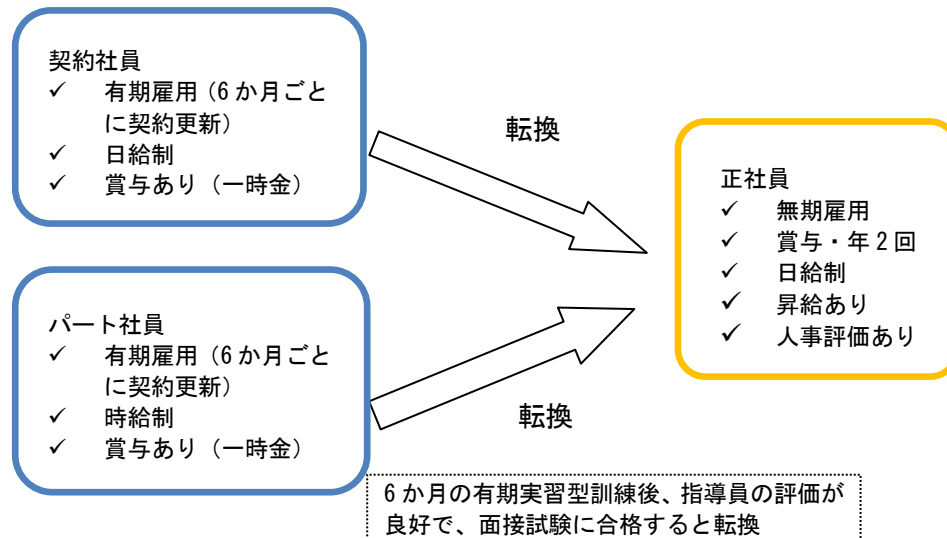 契約社員
✓ 有期雇用（6か月ごと
に契約更新）
✓ 日給制
✓ 賞与あり（一時金）
転換
正社員
✓ 無期雇用
✓ 賞与・年2回
✓ 日給制
✓ 昇給あり
✓ 人事評価あり
パート社員
✓ 有期雇用（6か月ごと
に契約更新）
✓ 時給制
✓ 賞与あり（一時金）
転換
6か月の有期実習型訓練後、指導員の評価が
良好で、面接試験に合格すると転換